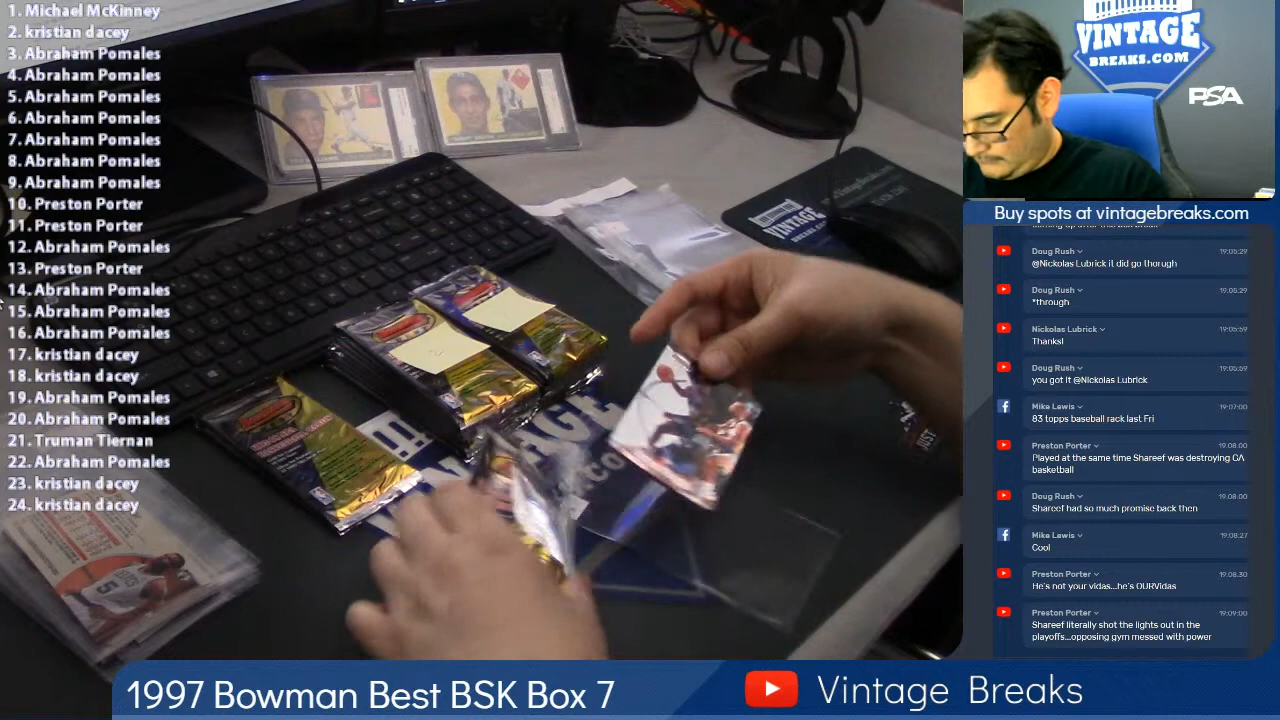 1. Michael McKinney
2. kristian dacey
3. Abraham Pomales
4. Abraham Pomales
5. Abraham Pomales
6. Abraham Pomales
7. Abraham Pomales
8. Abraham Pomales
9. Abraham Pomales
10. Preston Porter
11. Preston Porter
12. Abraham Pomales
13. Preston Porter
14. Abraham Pomales
15. Abraham Pomales
16. Abraham Pomales
17. kristian dacey
18. kristian dacey
19. Abraham Pomales
20. Abraham Pomales
21. Truman Tiernan
22. Abraham Pomales
23. kristian dacey
24. kristian dacey
VINTAGE
BREAKS
VINTAGE
BREAKS.COM
PSA
Buy spots at vintagebreaks.com
Doug Rush 19:05:29
@Nickolas Lubrick it did go thorugh
Doug Rush 19:05:29
*through
Nickolas Lubrick 19:05:59
Thanks!
Doug Rush 19:05:59
you got it @Nickolas Lubrick
Mike Lewis 19:07:00
83 topps baseball rack last Fri
Preston Porter 19:08:00
Played at the same time Shareef was destroying CA
basketball
Doug Rush 19:08:00
Shareef had so much promise back then
Mike Lewis 19:08:27
Cool
Preston Porter 19:08:30
He's not your vidas...he's OURVidas
Preston Porter 19:09:00
Shareef literally shot the lights out in the
playoffs...opposing gym messed with power
1997 Bowman Best BSK Box 7
Vintage Breaks